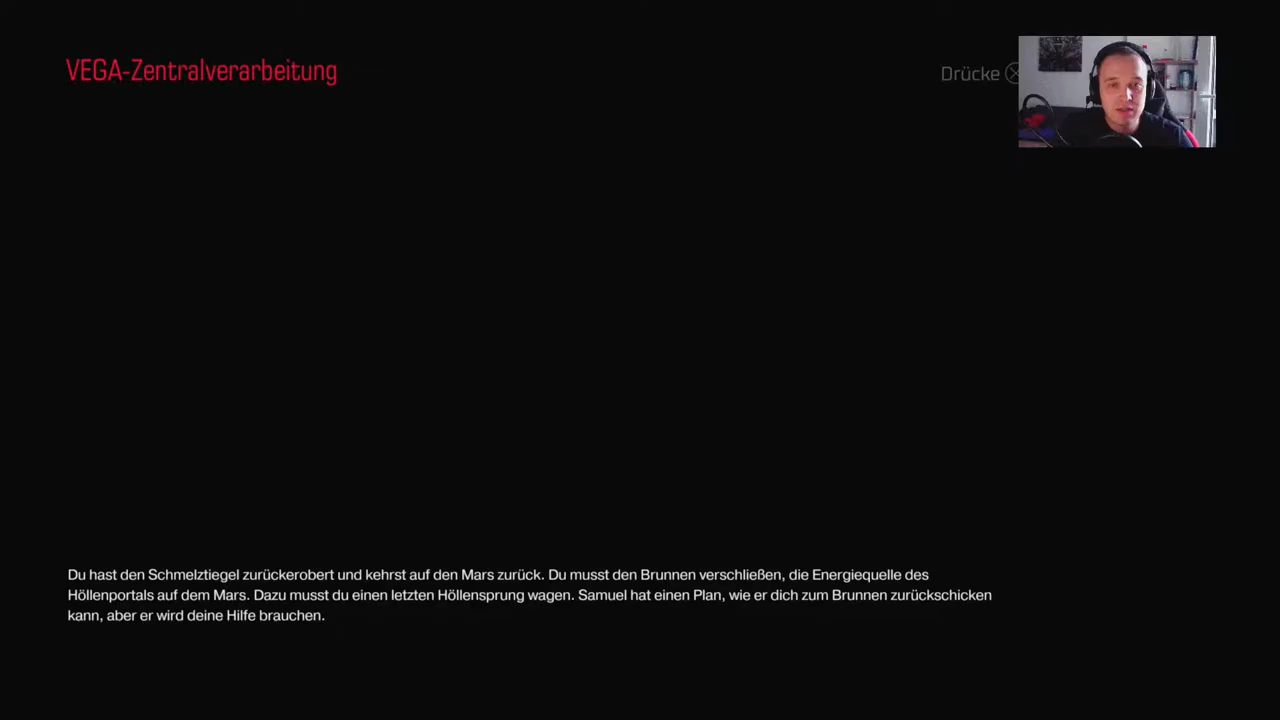 VEGA-Zentralverarbeitung
Drücke
Du hast den Schmelztiegel zurückerobert und kehrst auf den Mars zurück. Du musst den Brunnen verschließen, die Energiequelle des
Höllenportals auf dem Mars. Dazu musst du einen letzten Höllensprung wagen. Samuel hat einen Plan, wie er dich zum Brunnen zurückschicken
kann, aber er wird deine Hilfe brauchen.